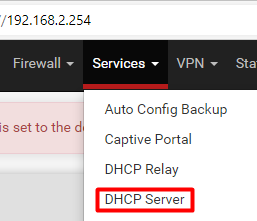 /192.168.2.254
Firewall Services VPN Sta
is set to the de
Auto Config Backup
Captive Portal
DHCP Relay
DHCP Server